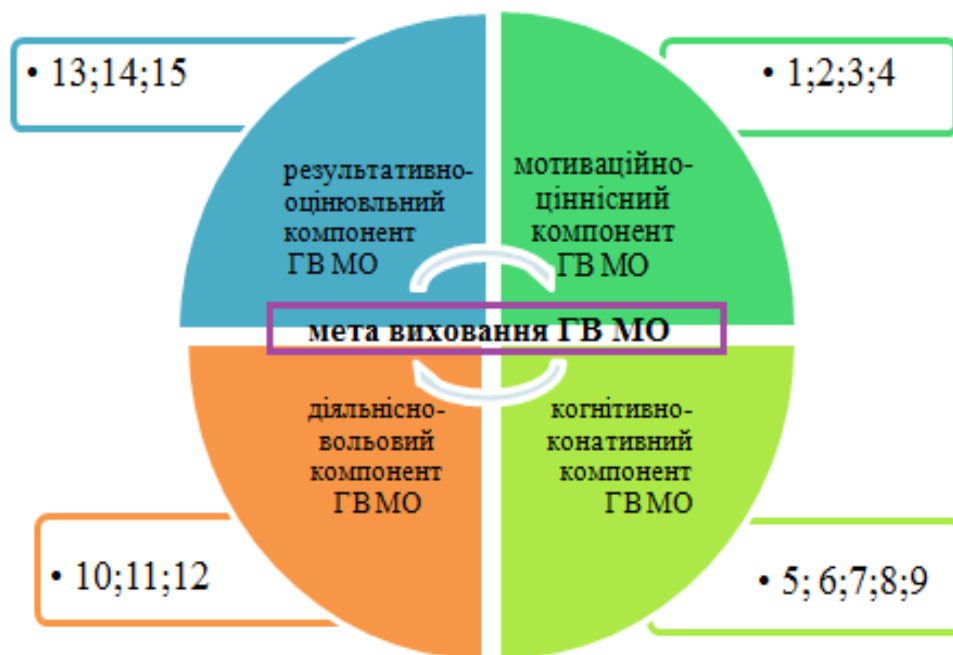 • 13;14;15
• 1;2;3;4
результативно-
оцінювльний
компонент
ГВ МО
мотиваційно-
ціннісний
компонент
ГВ МО
мета виховання ГВ МО
діяльнісно-
вольовий
компонент
ГВ МО
когнітивно-
конативний
компонент
ГВ МО
• 10;11;12
• 5; 6;7;8;9